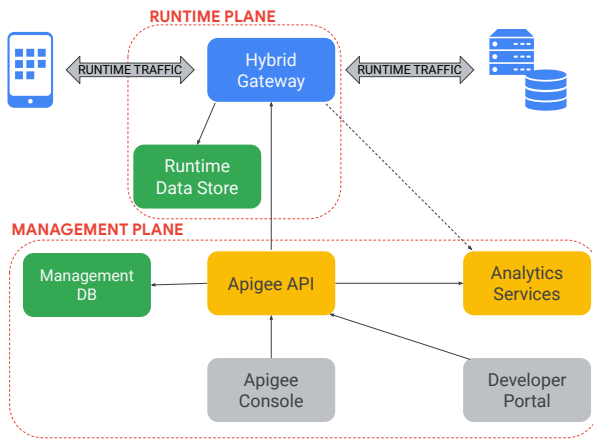 RUNTIME PLANE
RUNTIME TRAFFIC
Hybrid
Gateway
RUNTIME TRAFFIC
Runtime
Data Store
MANAGEMENT PLANE
Management
DB
Apigee API
Analytics
Services
Apigee
Console
Developer
Portal